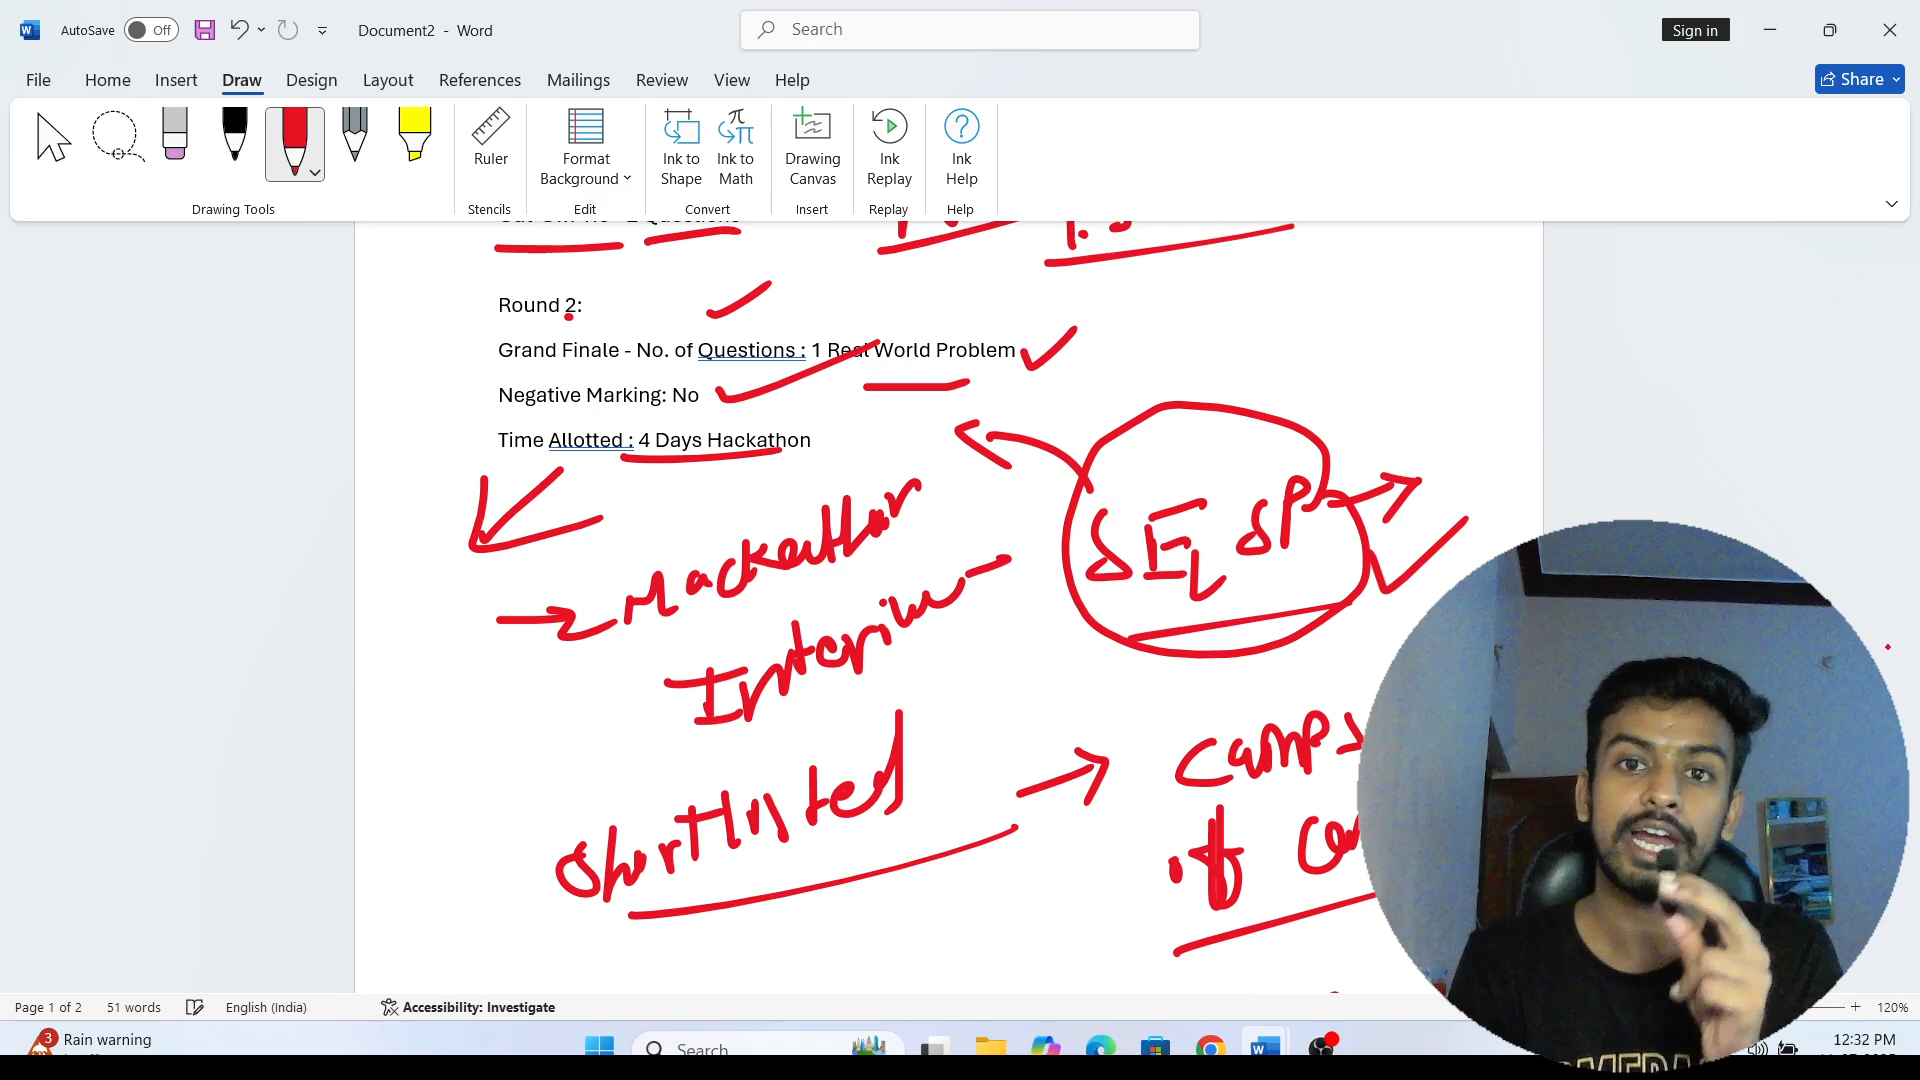 AutoSave Off Document2 - Word Search Sign in
File Home Insert Draw Design Layout References Mailings Review View Help Share
Ruler Format Background Ink to Shape Ink to Math Drawing Canvas Ink Replay Ink Help
Drawing Tools Stencils Edit Convert Insert Replay Help
Round 2:
Grand Finale - No. of Questions : 1 Real World Problem
Negative Marking: No
Time Allotted : 4 Days Hackathon
SE, SP
Shortlisted
of
Page 1 of 2 51 words English (India) Accessibility: Investigate 120%
3 Rain warning Search 12:32 PM